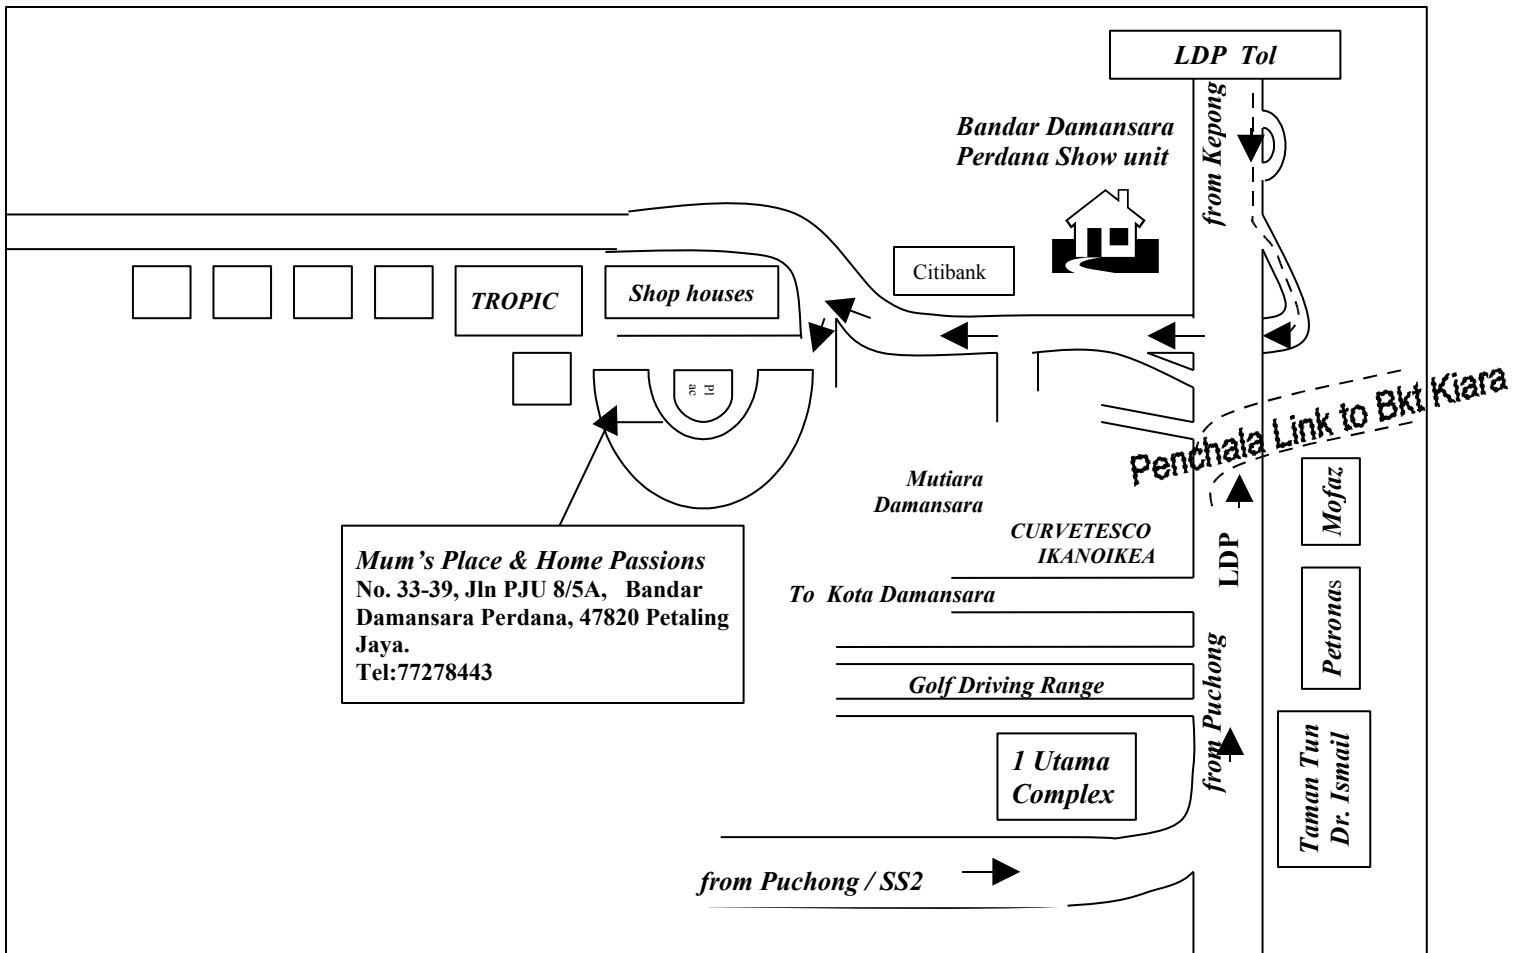 LDP  Tol
from Kepong
Bandar Damansara
Perdana Show unit
Citibank
TROPIC
Shop houses
Pl
ac
Penchala Link to Bkt Kiara
Mutiara
Damansara
CURVETESCO
IKANOIKEA
Mofaz
LDP
Mum's Place & Home Passions
No. 33-39, Jln PJU 8/5A,   Bandar
Damansara Perdana, 47820 Petaling
Jaya.
Tel:77278443
To  Kota Damansara
Petronas
Golf Driving Range
from Puchong
1 Utama
Complex
Taman Tun
Dr. Ismail
from Puchong / SS2